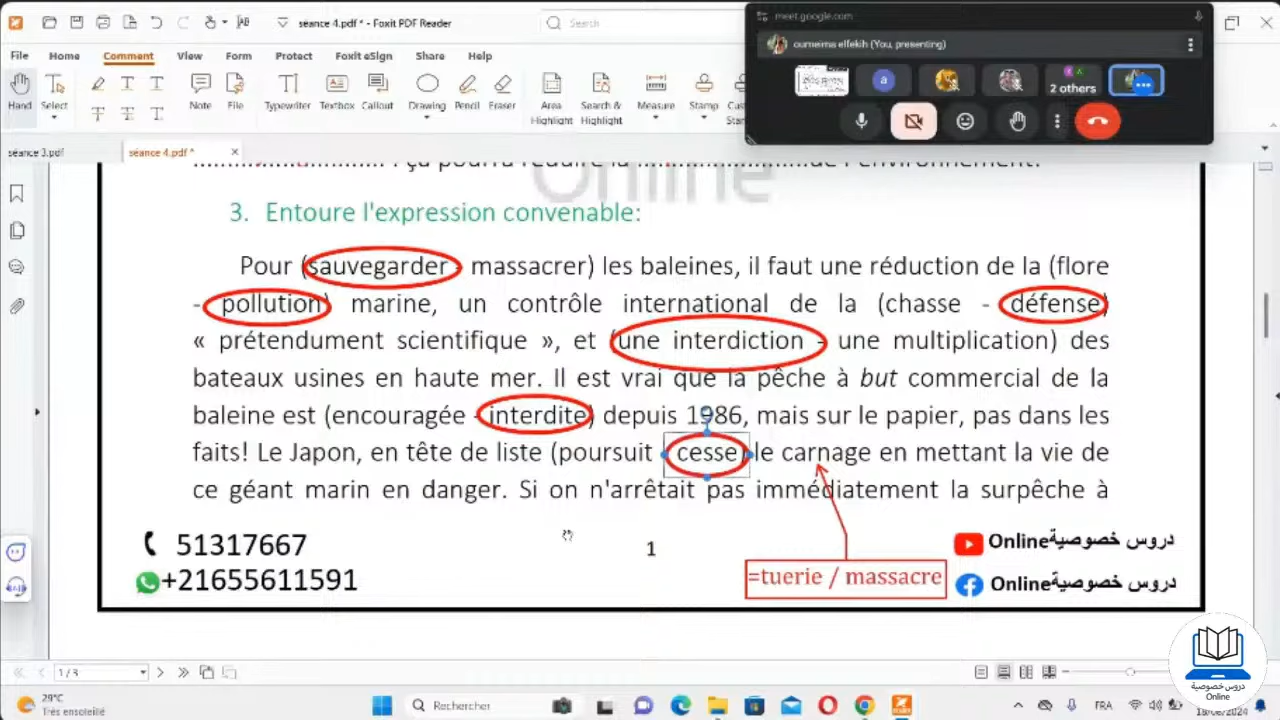 séance 4.pdf * - Foxit PDF Reader
Search
meet.google.com
oumeima elfekih (You, presenting)
a
2 others
File Home Comment View Form Protect Foxit eSign Share Help
Hand Select Note File Typewriter Textbox Callout Drawing Pencil Eraser Area Highlight Search & Highlight Measure Stamp
séance 3.pdf
séance 4.pdf *
Online
: ça pourra réduire la de l'environnement.
3. Entoure l'expression convenable:
Pour (sauvegarder - massacrer) les baleines, il faut une réduction de la (flore
- pollution) marine, un contrôle international de la (chasse - défense)
« prétendument scientifique », et (une interdiction - une multiplication) des
bateaux usines en haute mer. Il est vrai que la pêche à but commercial de la
baleine est (encouragée - interdite) depuis 1986, mais sur le papier, pas dans les
faits! Le Japon, en tête de liste (poursuit cesse) le carnage en mettant la vie de
ce géant marin en danger. Si on n'arrêtait pas immédiatement la surpêche à
=tuerie / massacre
51317667
+21655611591
1
Online دروس خصوصية
Online دروس خصوصية
1 / 3
دروس خصوصية
Online
29°C
Très ensoleillé
Rechercher
FRA
18/06/2024